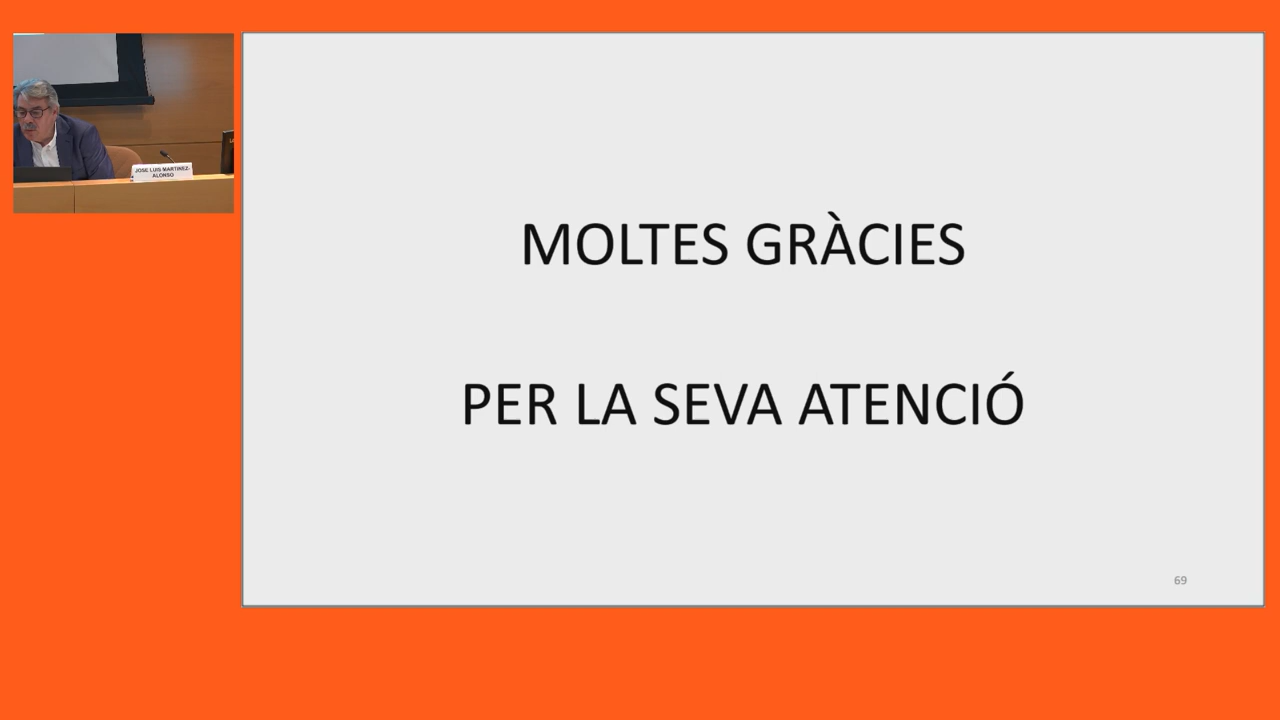 JOSE LUIS MARTINEZ-
ALONSO
MOLTES GRÀCIES
PER LA SEVA ATENCIÓ
69